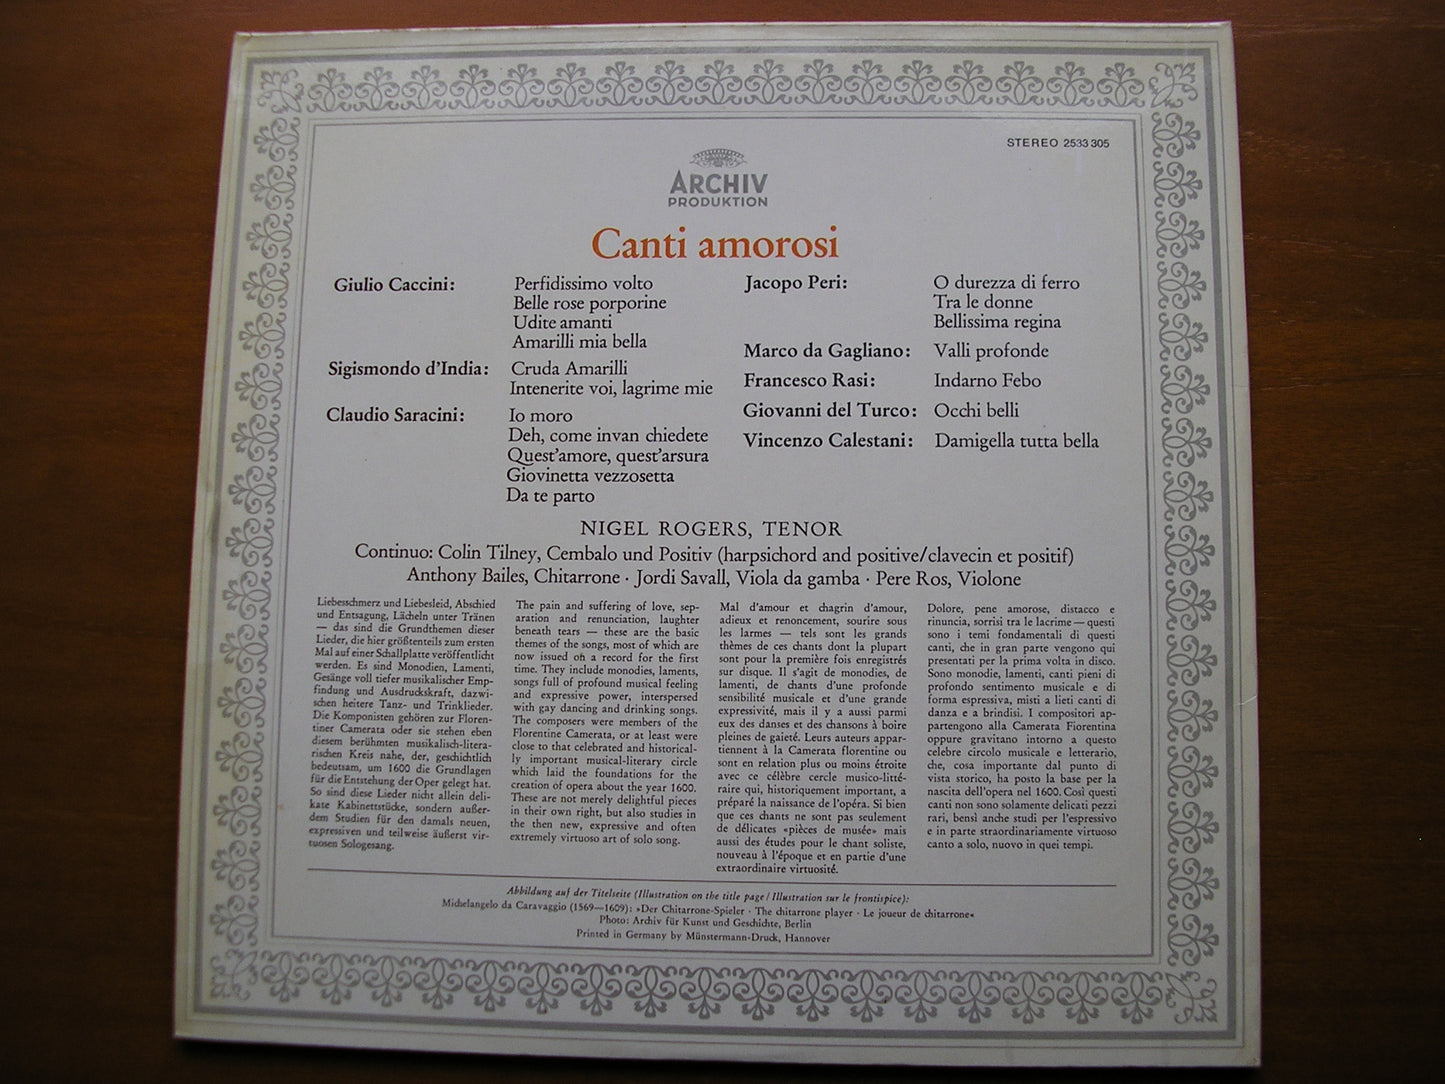 STEREO 2533 305
ARCHIV
PRODUKTION
Canti amorosi
Giulio Caccini:
Perfidissimo volto
Belle rose porporine
Udite amanti
Amarilli mia bella
Sigismondo d'India:
Cruda Amarilli
Intenerite voi, lagrime mie
Claudio Saracini:
Io moro
Deh, come invan chiedete
Quest'amore, quest'arsura
Giovinetta vezzosetta
Da te parto
Jacopo Peri:
O durezza di ferro
Tra le donne
Bellissima regina
Marco da Gagliano:
Valli profonde
Francesco Rasi:
Indarno Febo
Giovanni del Turco:
Occhi belli
Vincenzo Calestani:
Damigella tutta bella
NIGEL ROGERS, TENOR
Continuo: Colin Tilney, Cembalo und Positiv (harpsichord and positive/clavecin et positif)
Anthony Bailes, Chitarrone · Jordi Savall, Viola da gamba · Pere Ros, Violone
Liebesschmerz und Liebesleid, Abschied
und Entsagung, Lächeln unter Tränen
— das sind die Grundthemen dieser
Lieder, die hier größtenteils zum ersten
Mal auf einer Schallplatte veröffentlicht
werden. Es sind Monodien, Lamenti,
Gesänge voll tiefer musikalischer Emp-
findung und Ausdruckskraft, dazwi-
schen heitere Tanz- und Trinklieder.
Die Komponisten gehören zur Floren-
tiner Camerata oder sie stehen eben
diesem berühmten musikalisch-litera-
rischen Kreis nahe, der, geschichtlich
bedeutsam, um 1600 die Grundlagen
für die Entstehung der Oper gelegt hat.
So sind diese Lieder nicht allein deli-
kate Kabinettstücke, sondern außer-
dem Studien für den damals neuen,
expressiven und teilweise äußerst vir-
tuosen Sologesang.
The pain and suffering of love, sep-
aration and renunciation, laughter
beneath tears — these are the basic
themes of the songs, most of which are
now issued on a record for the first
time. They include monodies, laments,
songs full of profound musical feeling
and expressive power, interspersed
with gay dancing and drinking songs.
The composers were members of the
Florentine Camerata, or at least were
close to that celebrated and historical-
ly important musical-literary circle
which laid the foundations for the
creation of opera about the year 1600.
These are not merely delightful pieces
in their own right, but also studies in
the then new, expressive and often
extremely virtuoso art of solo song.
Mal d'amour et chagrin d'amour,
adieux et renoncement, sourire sous
les larmes — tels sont les grands
thèmes de ces chants dont la plupart
sont pour la première fois enregistrés
sur disque. Il s'agit de monodies, de
lamenti, de chants d'une profonde
sensibilité musicale et d'une grande
expressivité, mais il y a aussi parmi
eux des danses et des chansons à boire
pleines de gaieté. Leurs auteurs appar-
tiennent à la Camerata florentine ou
sont en relation plus ou moins étroite
avec ce célèbre cercle musico-litté-
raire qui, historiquement important, a
préparé la naissance de l'opéra. Si bien
que ces chants ne sont pas seulement
de délicates «pièces de musée» mais
aussi des études pour le chant soliste,
nouveau à l'époque et en partie d'une
extraordinaire virtuosité.
Dolore, pene amorose, distacco e
rinuncia, sorrisi tra le lacrime — questi
sono i temi fondamentali di questi
canti, che in gran parte vengono qui
presentati per la prima volta in disco.
Sono monodie, lamenti, canti pieni di
profondo sentimento musicale e di
forma espressiva, misti a lieti canti di
danza e a brindisi. I compositori ap-
partengono alla Camerata Fiorentina
oppure gravitano intorno a questo
celebre circolo musicale e letterario,
che, cosa importante dal punto di
vista storico, ha posto la base per la
nascita dell'opera nel 1600. Così questi
canti non sono solamente delicati pezzi
rari, bensì anche studi per l'espressivo
e in parte straordinariamente virtuoso
canto a solo, nuovo in quei tempi.
Abbildung auf der Titelseite (Illustration on the title page / Illustration sur le frontispice):
Michelangelo da Caravaggio (1569—1609): »Der Chitarrone-Spieler · The chitarrone player · Le joueur de chitarrone«
Photo: Archiv für Kunst und Geschichte, Berlin
Printed in Germany by Münstermann-Druck, Hannover